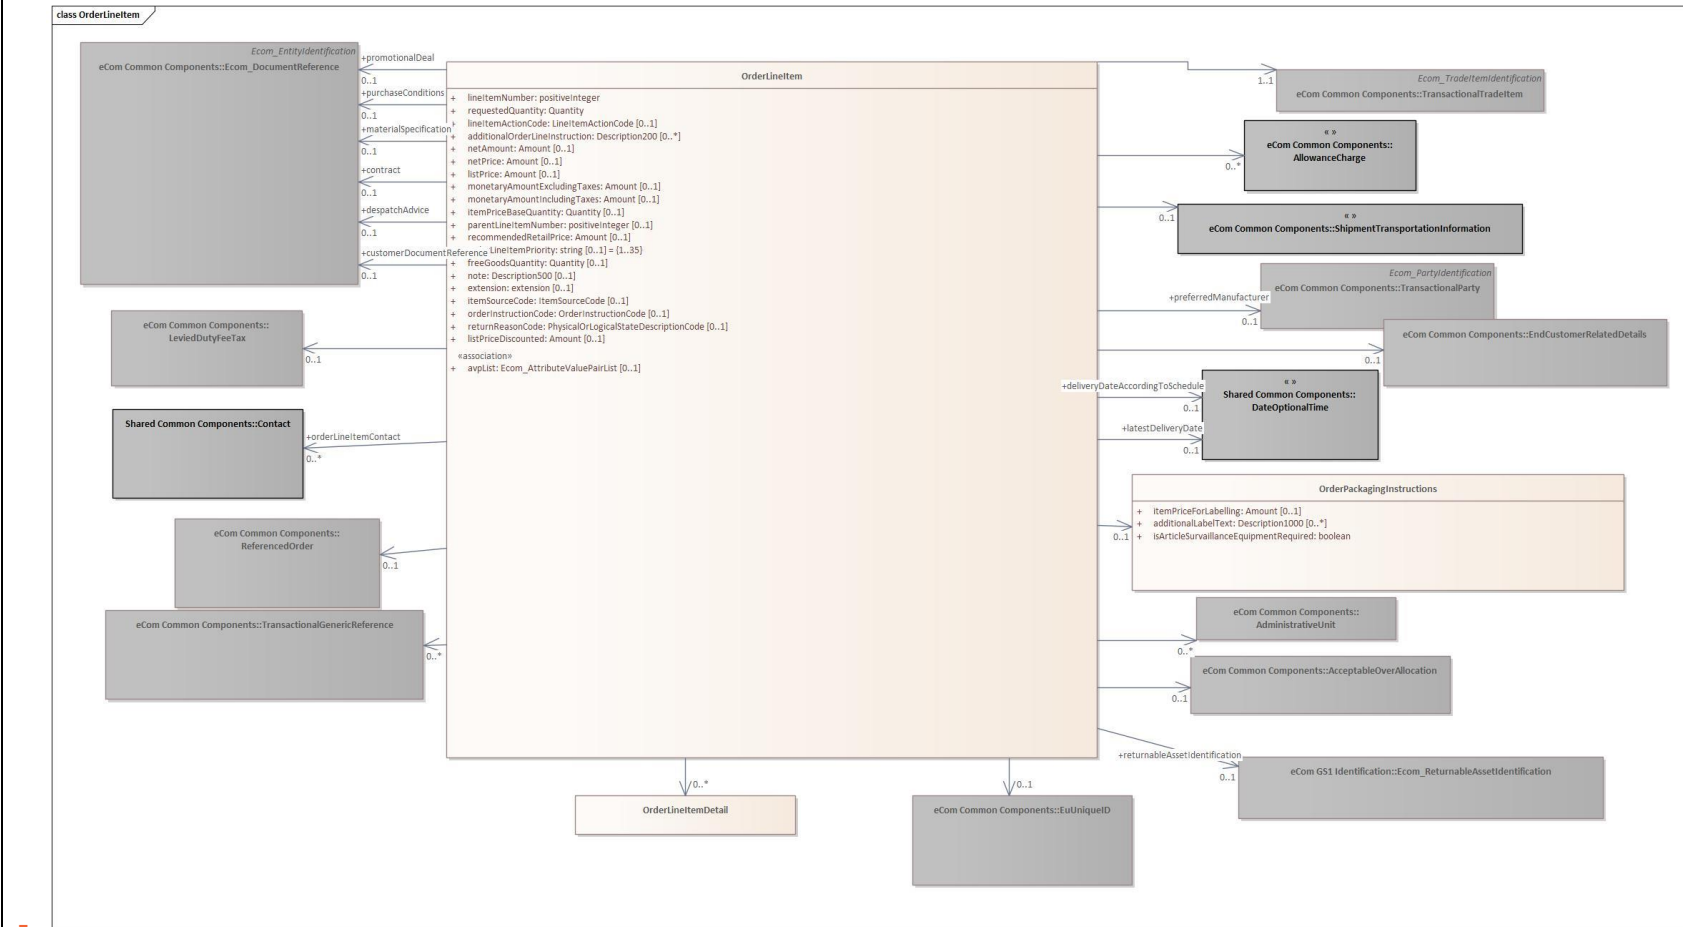 class OrderLineItem
Ecom_EntityIdentification
eCom Common Components::Ecom_DocumentReference
+promotionalDeal
0..1
+purchaseConditions
0..1
+materialSpecification
0..1
+contract
0..1
+despatchAdvice
0..1
+customerDocumentReference
0..1
eCom Common Components::
LeviedDutyFeeTax
0..1
Shared Common Components::Contact
+orderLineItemContact
0..*
eCom Common Components::
ReferencedOrder
0..1
eCom Common Components::TransactionalGenericReference
0..*
OrderLineItem
+ lineItemNumber: positiveInteger
+ requestedQuantity: Quantity
+ lineItemActionCode: LineItemActionCode [0..1]
+ additionalOrderLineInstruction: Description200 [0..*]
+ netAmount: Amount [0..1]
+ netPrice: Amount [0..1]
+ listPrice: Amount [0..1]
+ monetaryAmountExcludingTaxes: Amount [0..1]
+ monetaryAmountIncludingTaxes: Amount [0..1]
+ itemPriceBaseQuantity: Quantity [0..1]
+ parentLineItemNumber: positiveInteger [0..1]
+ recommendedRetailPrice: Amount [0..1]
LineItemPriority: string [0..1] = {1..35}
+ freeGoodsQuantity: Quantity [0..1]
+ note: Description500 [0..1]
+ extension: extension [0..1]
+ itemSourceCode: ItemSourceCode [0..1]
+ orderInstructionCode: OrderInstructionCode [0..1]
+ returnReasonCode: PhysicalOrLogicalStateDescriptionCode [0..1]
+ listPriceDiscounted: Amount [0..1]
«association»
+ avpList: Ecom_AttributeValuePairList [0..1]
1..1
Ecom_TradeItemIdentification
eCom Common Components::TransactionalTradeItem
0..*
« »
eCom Common Components::
AllowanceCharge
0..1
« »
eCom Common Components::ShipmentTransportationInformation
Ecom_PartyIdentification
eCom Common Components::TransactionalParty
+preferredManufacturer
0..1
eCom Common Components::EndCustomerRelatedDetails
0..1
« »
Shared Common Components::
DateOptionalTime
+deliveryDateAccordingToSchedule
0..1
+latestDeliveryDate
0..1
OrderPackagingInstructions
+ itemPriceForLabelling: Amount [0..1]
+ additionalLabelText: Description1000 [0..*]
+ isArticleSurvaillanceEquipmentRequired: boolean
0..1
eCom Common Components::
AdministrativeUnit
0..*
eCom Common Components::AcceptableOverAllocation
0..1
+returnableAssetIdentification
0..1
eCom GS1 Identification::Ecom_ReturnableAssetIdentification
0..*
OrderLineItemDetail
0..1
eCom Common Components::EuUniqueID